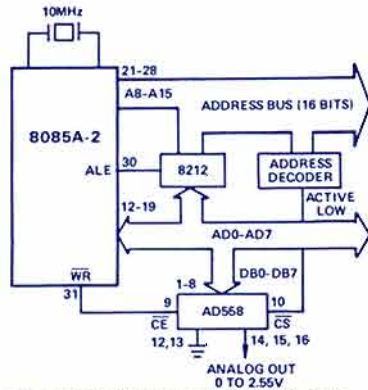 10MHz
21-28
A8-A15
ADDRESS BUS (16 BITS)
8085A-2
ALE
30
8212
ADDRESS
DECODER
12-19
ACTIVE
LOW
AD0-AD7
WR
31
1-8
DB0-DB7
9
AD558
10
CE
CS
12,13
14, 15, 16
ANALOG OUT
0 TO 2.55V